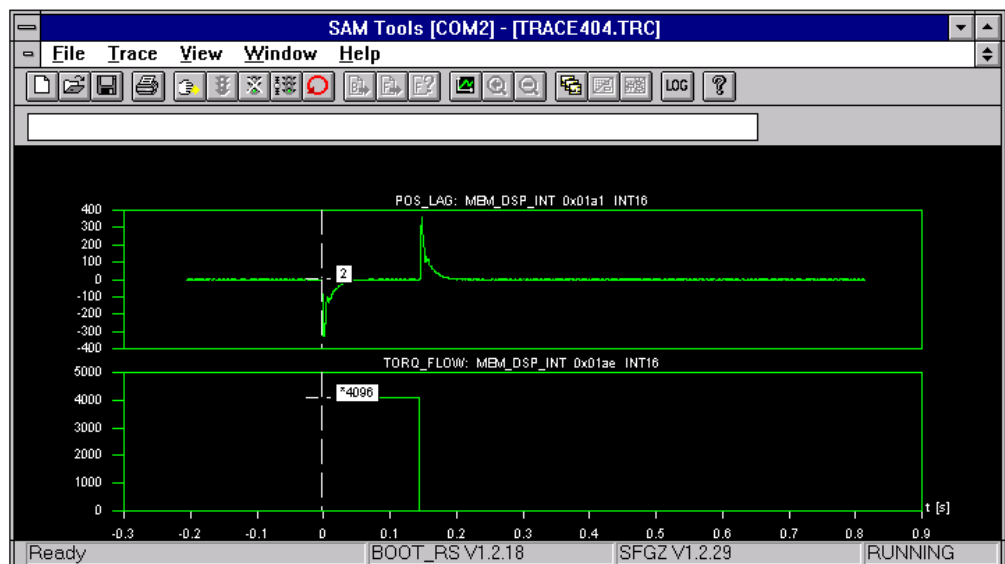 SAM Tools [COM2] - [TRACE404.TRC]
File Trace View Window Help
LOG
POS_LAG: MEM_DSP_INT 0x01a1 INT16
400
300
200
100
0
-100
-200
-300
-400
2
TORQ_FLOW: MEM_DSP_INT 0x01ae INT16
5000
4000
3000
2000
1000
0
*4096
t [s]
-0.3 -0.2 -0.1 0 0.1 0.2 0.3 0.4 0.5 0.6 0.7 0.8 0.9
Ready BOOT_RS V1.2.18 SFGZ V1.2.29 RUNNING